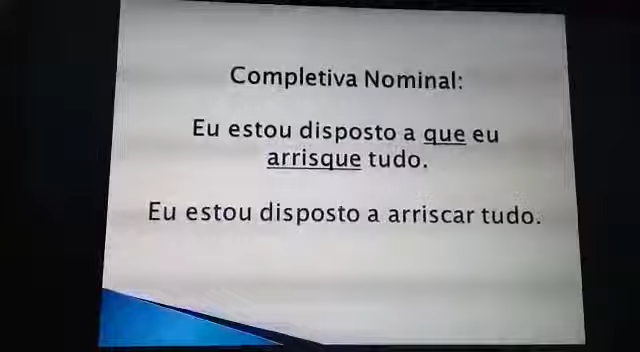 Completiva Nominal:
Eu estou disposto a que eu
arrisque tudo.
Eu estou disposto a arriscar tudo.